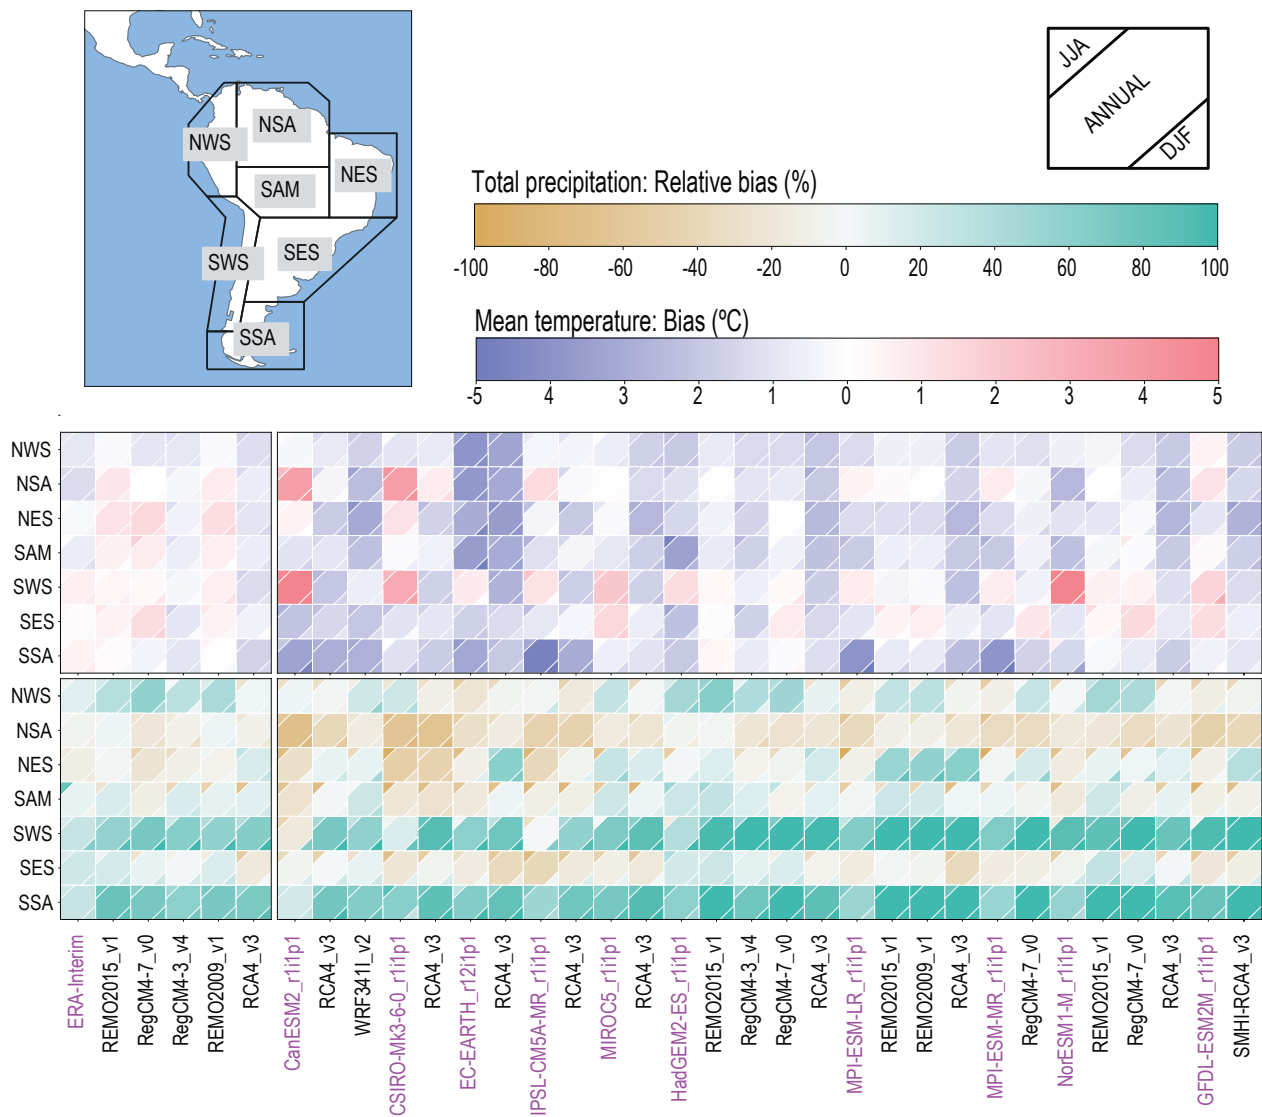 NWS
NSA
SAM
NES
SWS
SES
SSA
JJA
ANNUAL
DJF
Total precipitation: Relative bias (%)
-100 -80 -60 -40 -20 0 20 40 60 80 100
Mean temperature: Bias (ºC)
-5 4 3 2 1 0 1 2 3 4 5
NWS
NSA
NES
SAM
SWS
SES
SSA
NWS
NSA
NES
SAM
SWS
SES
SSA
ERA-Interim
REMO2015_v1
RegCM4-7_v0
RegCM4-3_v4
REMO2009_v1
RCA4_v3
CanESM2_r1i1p1
RCA4_v3
WRF341I_v2
CSIRO-Mk3-6-0_r1i1p1
RCA4_v3
EC-EARTH_r12i1p1
RCA4_v3
IPSL-CM5A-MR_r1i1p1
RCA4_v3
MIROC5_r1i1p1
RCA4_v3
HadGEM2-ES_r1i1p1
REMO2015_v1
RegCM4-3_v4
RegCM4-7_v0
RCA4_v3
MPI-ESM-LR_r1i1p1
REMO2015_v1
REMO2009_v1
RCA4_v3
MPI-ESM-MR_r1i1p1
RegCM4-7_v0
NorESM1-M_r1i1p1
REMO2015_v1
RegCM4-7_v0
RCA4_v3
GFDL-ESM2M_r1i1p1
SMHI-RCA4_v3